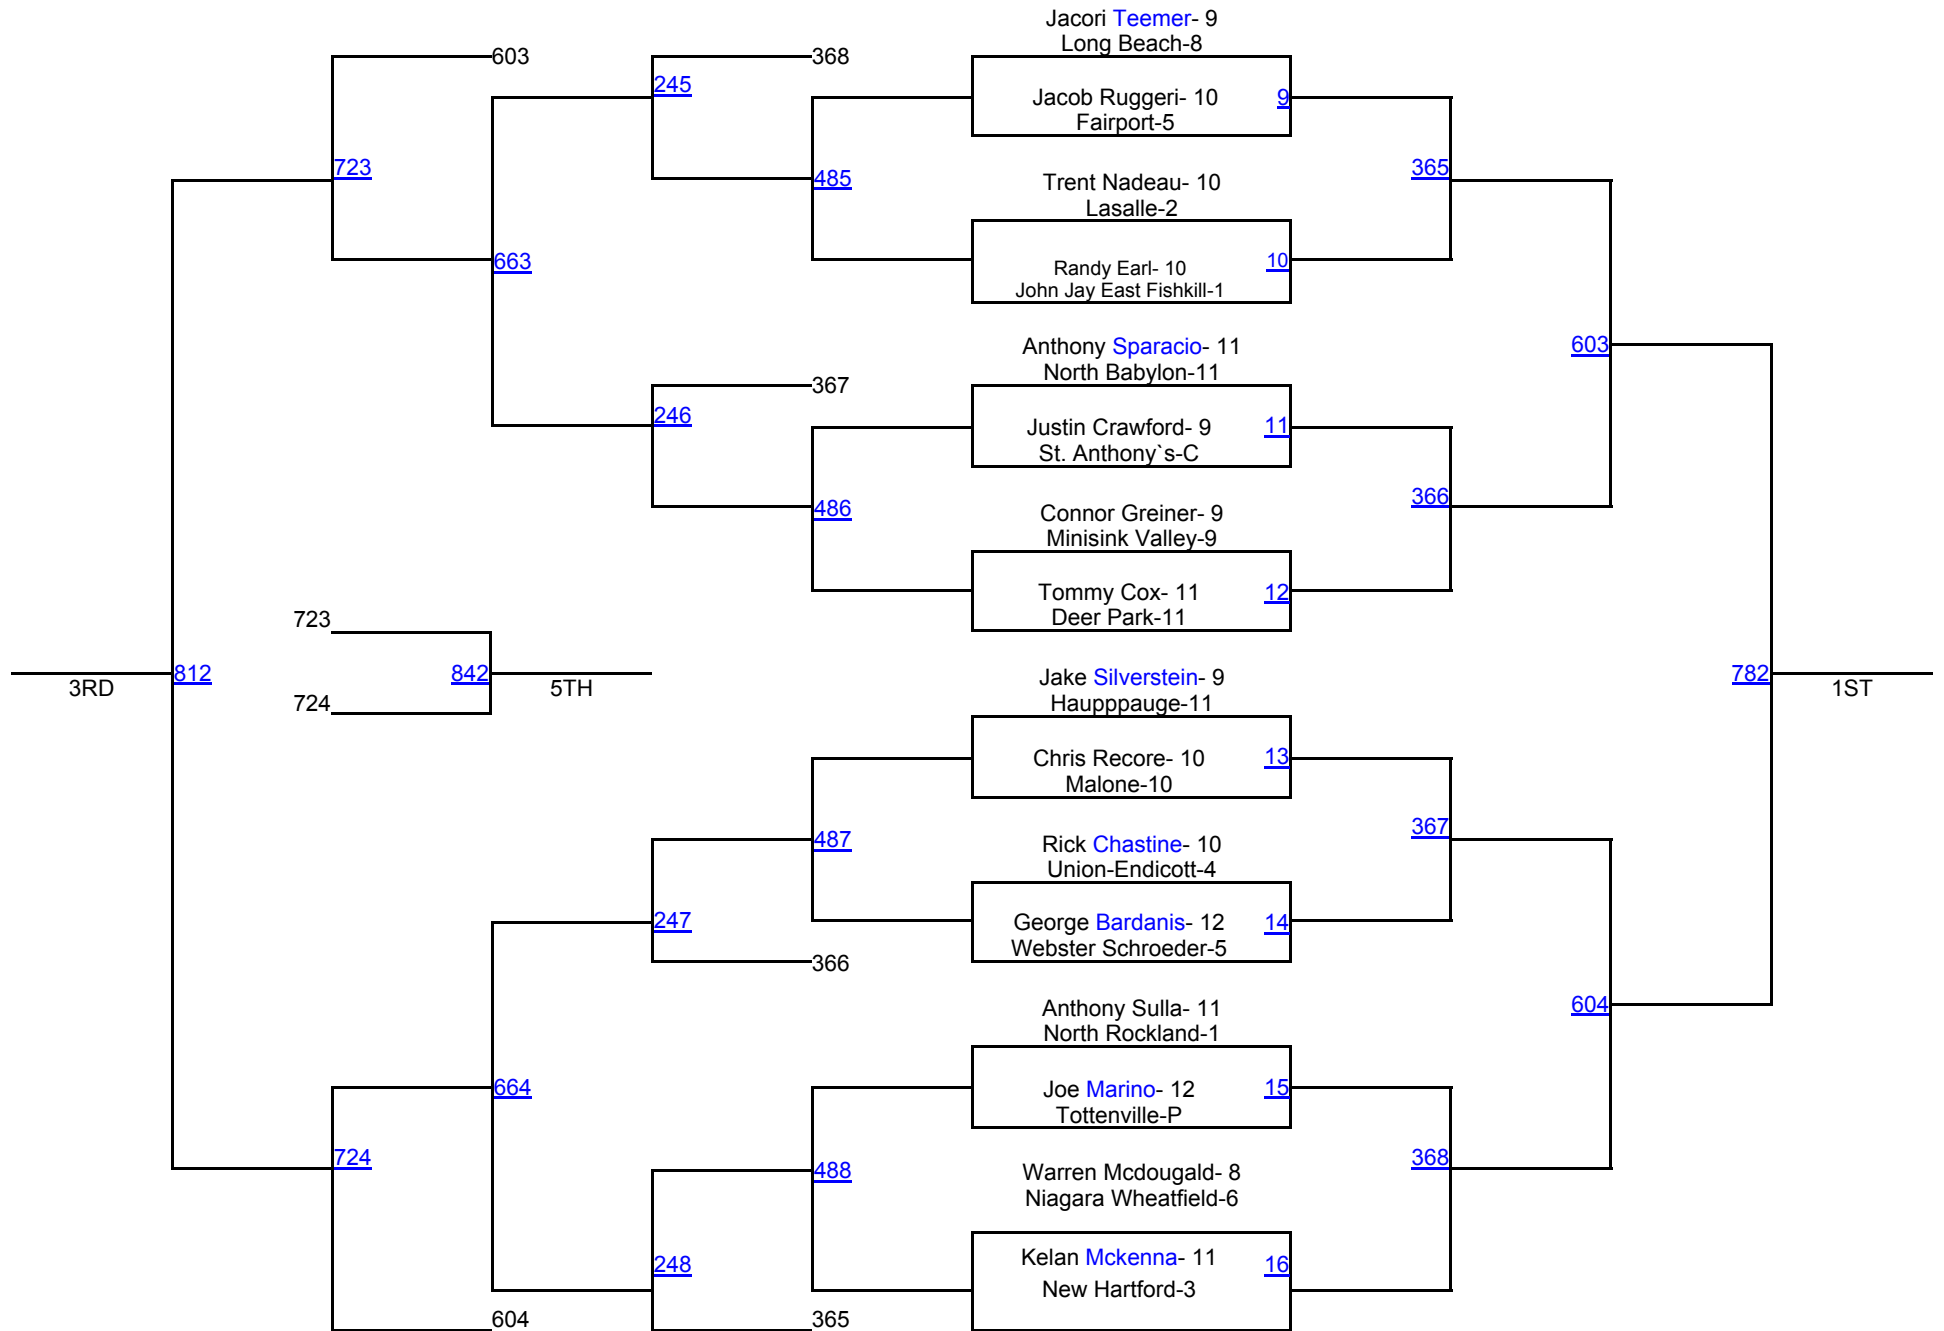 Jacori Teemer- 9
Long Beach-8
603
368
245
Jacob Ruggeri- 10
9
Fairport-5
723
485
365
Trent Nadeau- 10
Lasalle-2
663
Randy Earl- 10
10
John Jay East Fishkill-1
Anthony Sparacio- 11
603
North Babylon-11
367
246
Justin Crawford- 9
11
St. Anthony`s-C
486
366
Connor Greiner- 9
Minisink Valley-9
Tommy Cox- 11
12
Deer Park-11
723
812
842
3RD
5TH
724
Jake Silverstein- 9
782
1ST
Haupppauge-11
Chris Recore- 10
13
Malone-10
487
367
Rick Chastine- 10
Union-Endicott-4
247
George Bardanis- 12
14
Webster Schroeder-5
366
Anthony Sulla- 11
604
North Rockland-1
664
Joe Marino- 12
15
Tottenville-P
724
488
368
Warren Mcdougald- 8
Niagara Wheatfield-6
248
Kelan Mckenna- 11
16
New Hartford-3
604
365